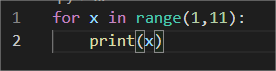 1 for x in range(1,11):
2 print(x)